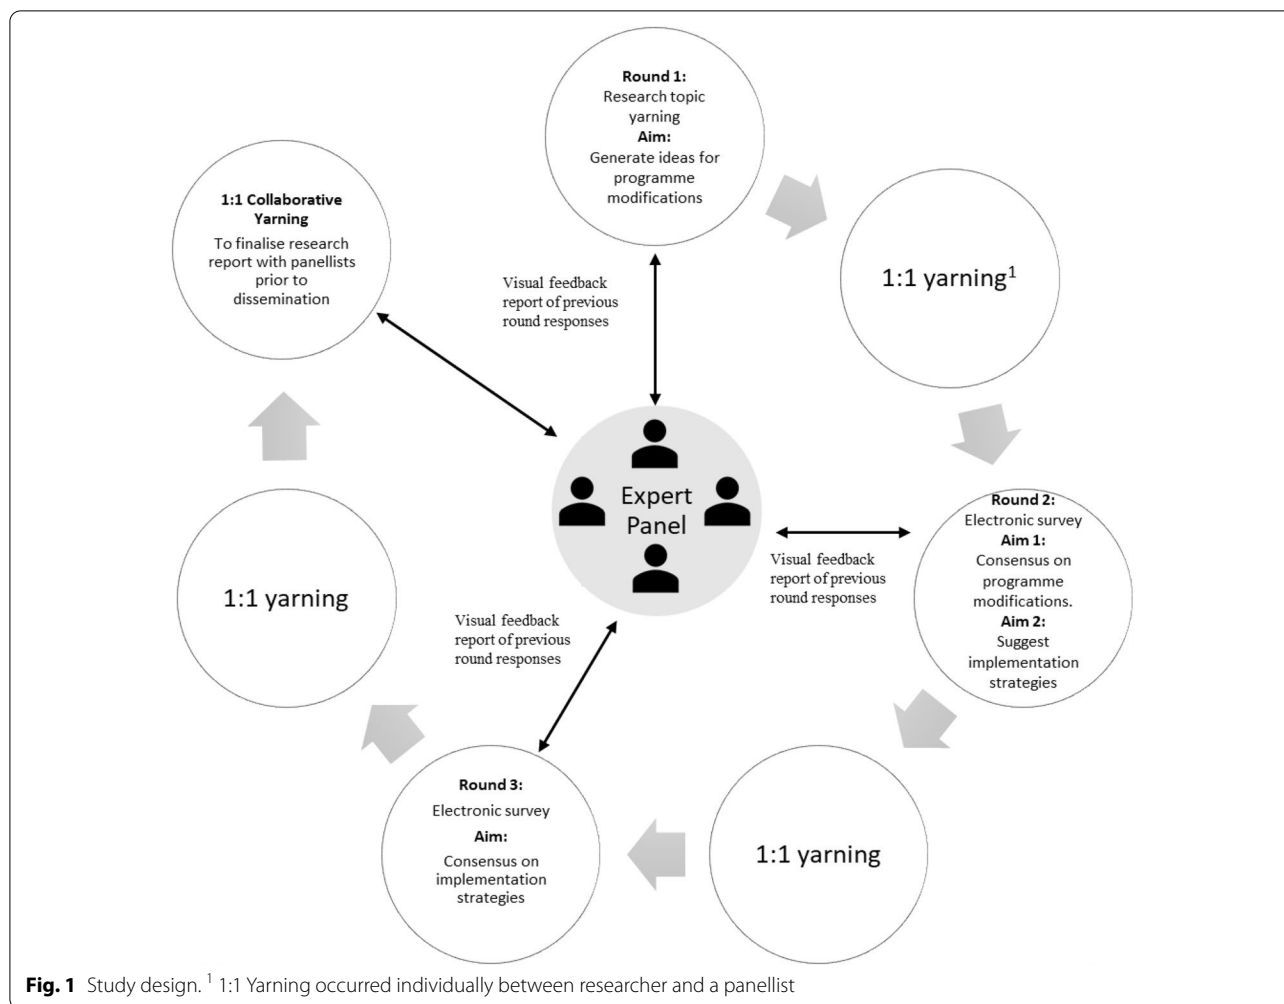 Round 1:
Research topic
yarning
Aim:
Generate ideas for
programme
modifications
1:1 yarning¹
Visual feedback
report of previous
round responses
1:1 Collaborative
Yarning
To finalise research
report with panellists
prior to
dissemination
Expert
Panel
Round 2:
Electronic survey
Aim 1:
Consensus on
programme
modifications.
Aim 2:
Suggest
implementation
strategies
Visual feedback
report of previous
round responses
1:1 yarning
Round 3:
Electronic survey
Aim:
Consensus on
implementation
strategies
Visual feedback
report of previous
round responses
1:1 yarning
Fig. 1 Study design. ¹ 1:1 Yarning occurred individually between researcher and a panellist